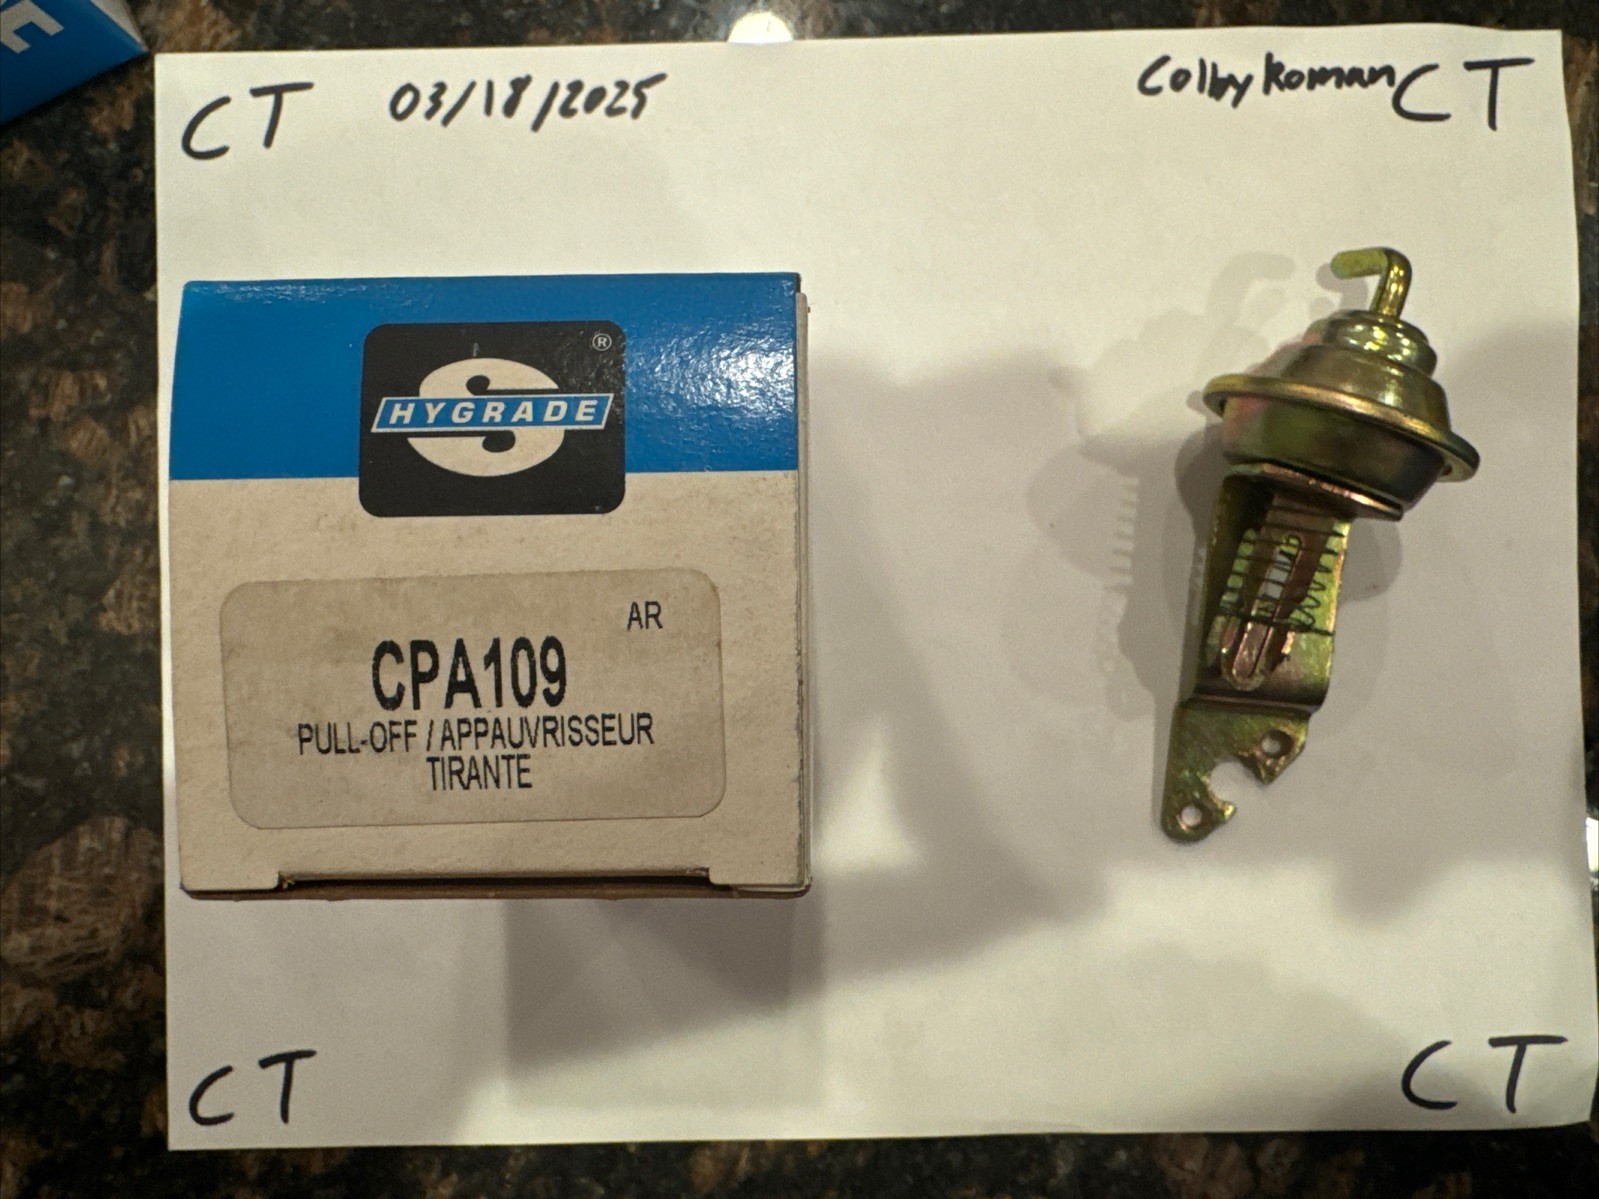 CT 03/18/2025 Colby Roman CT
®
S
HYGRADE
AR
CPA109
PULL-OFF / APPAUVRISSEUR
TIRANTE
CT CT